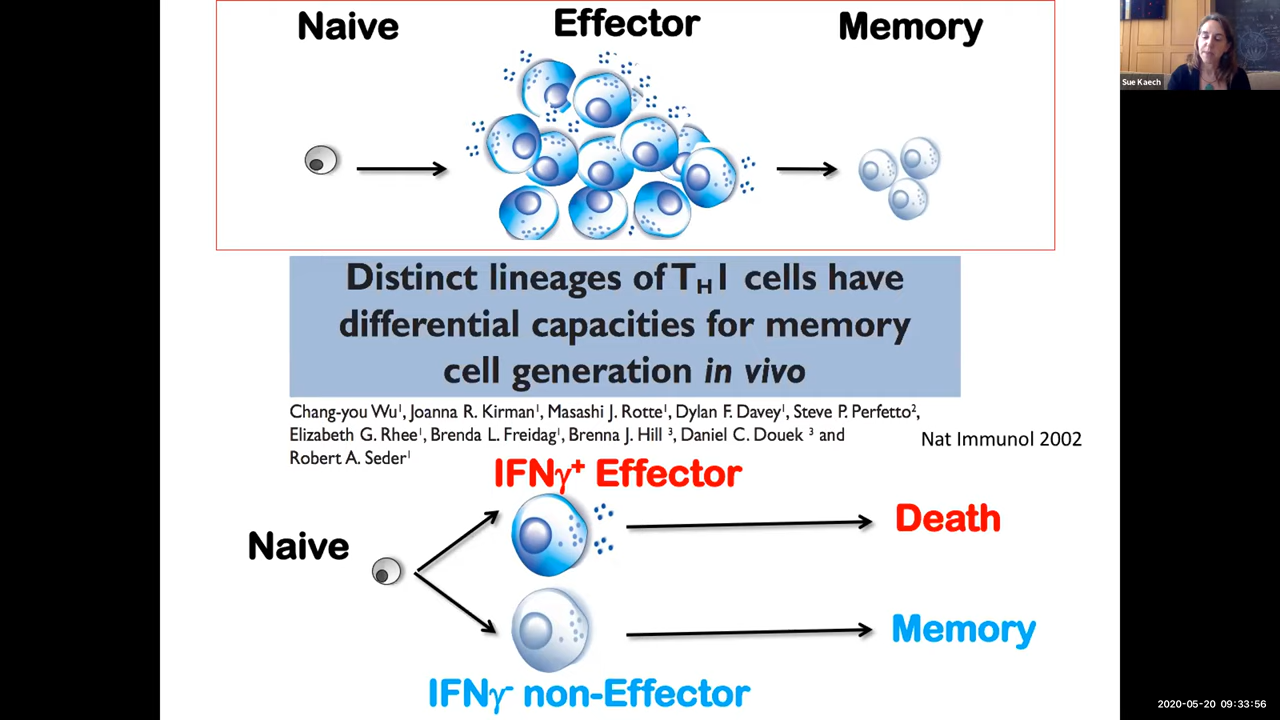 Naive
Effector
Memory
Sue Kaech
Distinct lineages of TH1 cells have
differential capacities for memory
cell generation in vivo
Chang-you Wu¹, Joanna R. Kirman¹, Masashi J. Rotte¹, Dylan F. Davey¹, Steve P. Perfetto²,
Elizabeth G. Rhee¹, Brenda L. Freidag¹, Brenna J. Hill ³, Daniel C. Douek ³ and
Robert A. Seder¹
Nat Immunol 2002
IFNγ⁺ Effector
Death
Naive
Memory
IFNγ⁻ non-Effector
2020-05-20 09:33:56